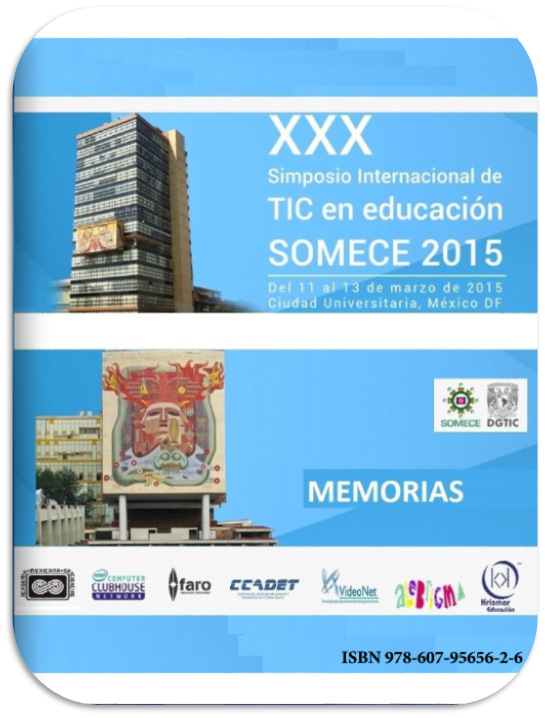 XXX
Simposio Internacional de
TIC en educación
SOMECE 2015
Del 11 al 13 de marzo de 2015
Ciudad Universitaria, México DF
SOMECE DGTIC
MEMORIAS
intel COMPUTER
CLUBHOUSE
NETWORK
faro
CCADET
VideoNet
Krismar
Educación
ISBN 978-607-95656-2-6